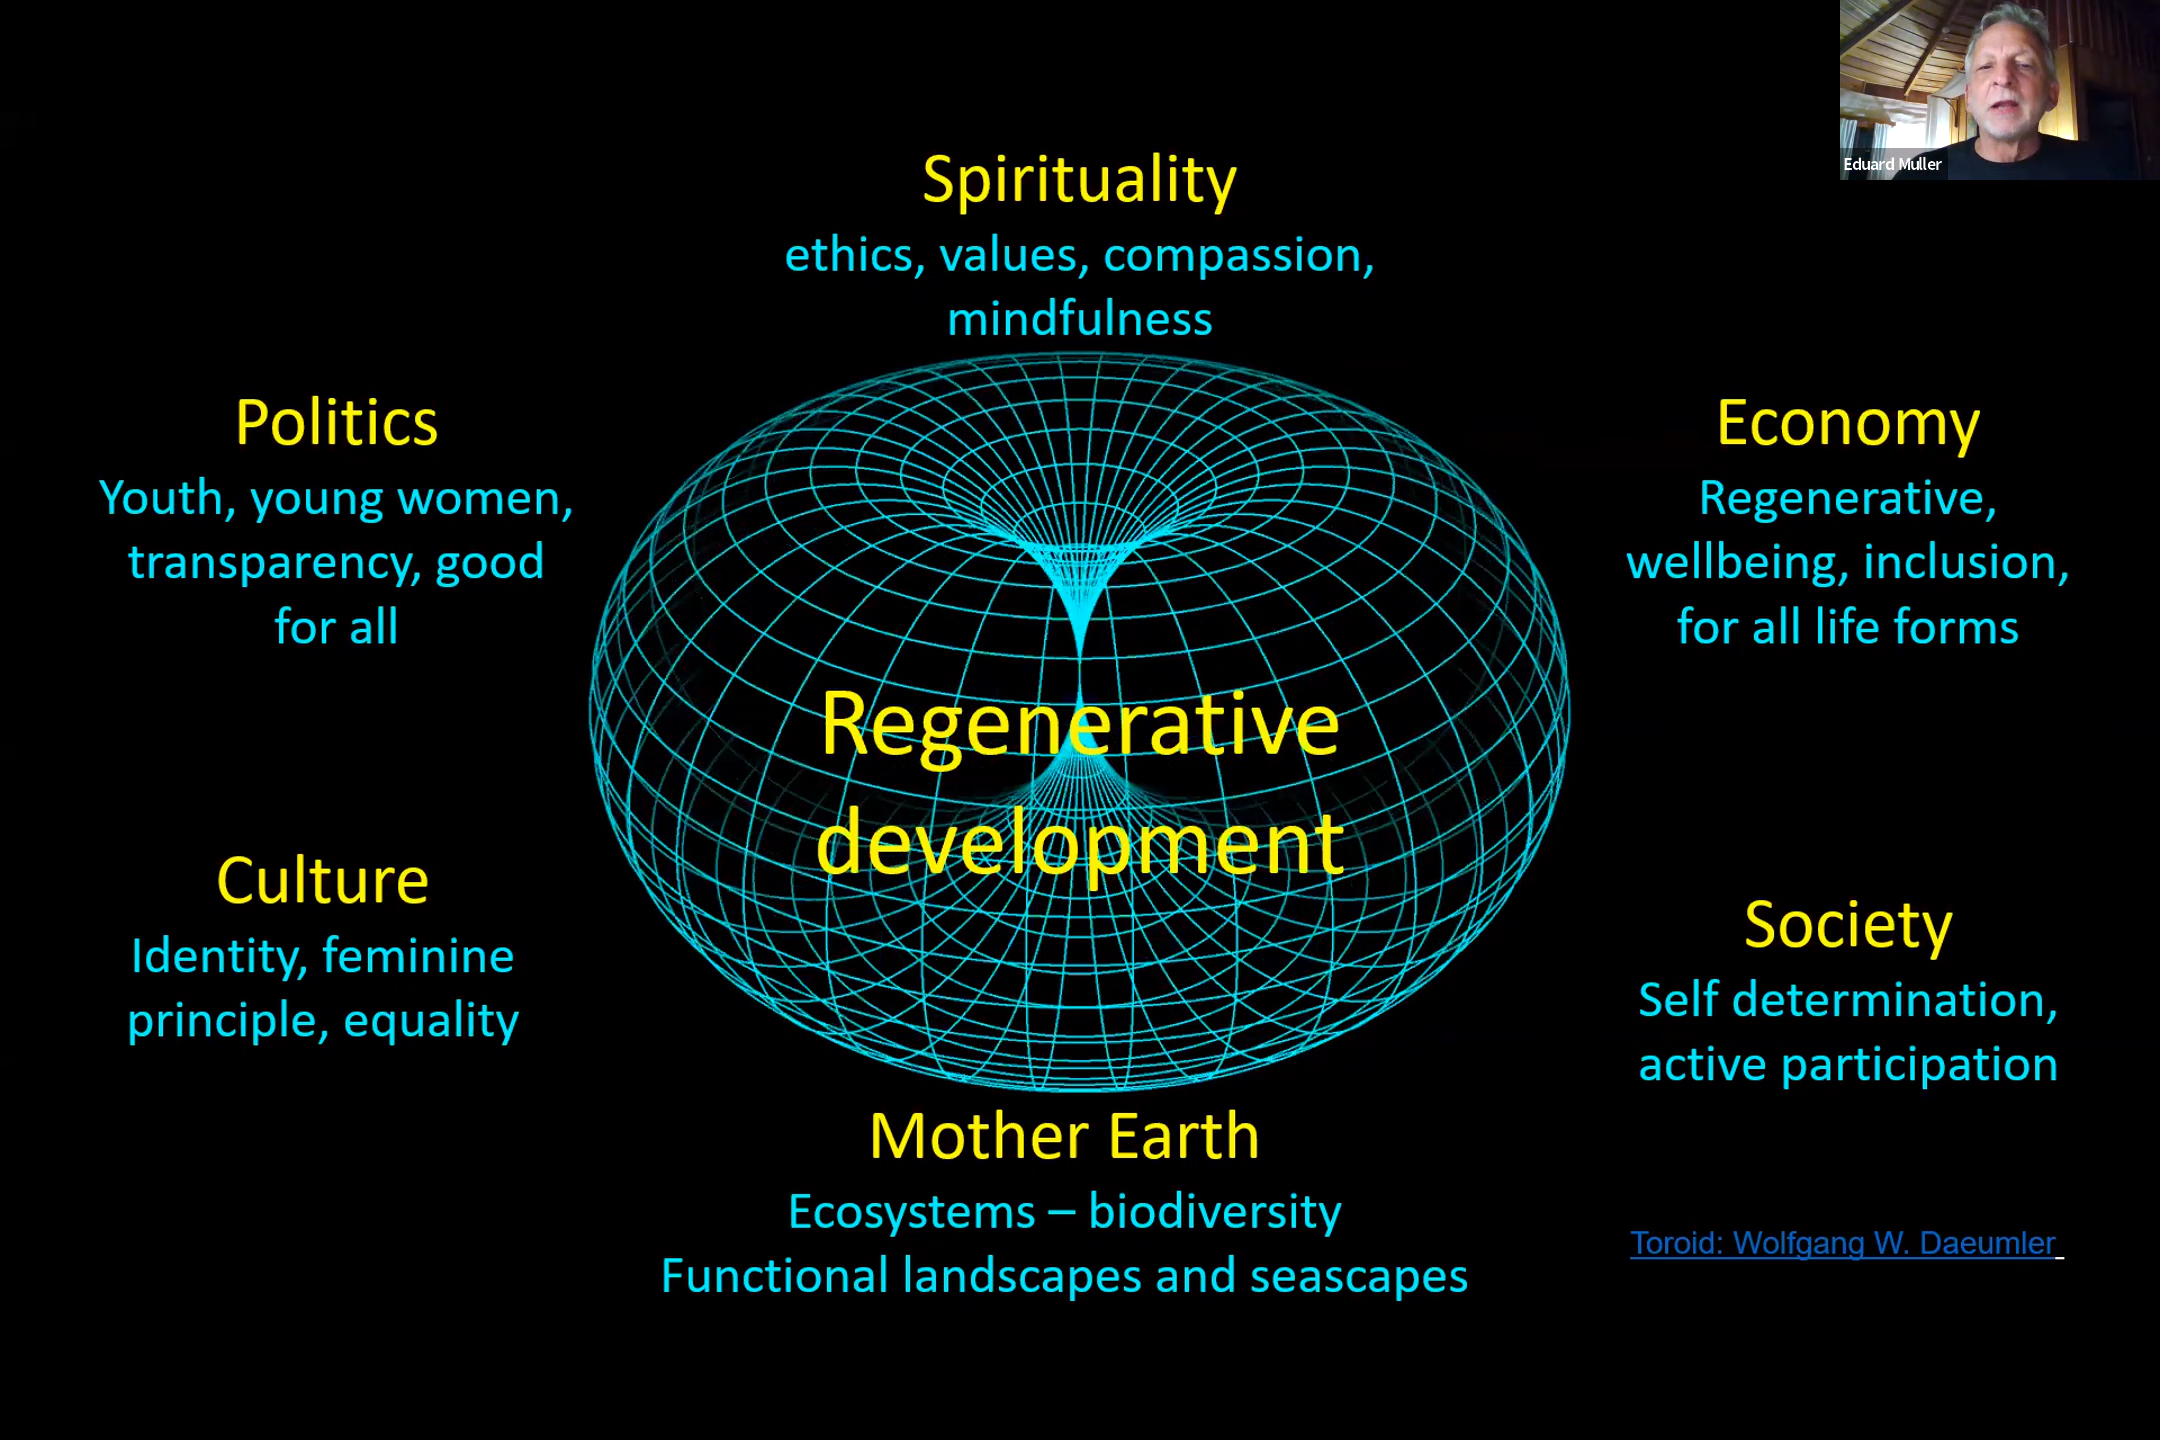 Eduard Muller
Spirituality
ethics, values, compassion,
mindfulness
Politics
Youth, young women,
transparency, good
for all
Economy
Regenerative,
wellbeing, inclusion,
for all life forms
Regenerative
development
Culture
Identity, feminine
principle, equality
Society
Self determination,
active participation
Mother Earth
Ecosystems – biodiversity
Functional landscapes and seascapes
Toroid: Wolfgang W. Daeumler